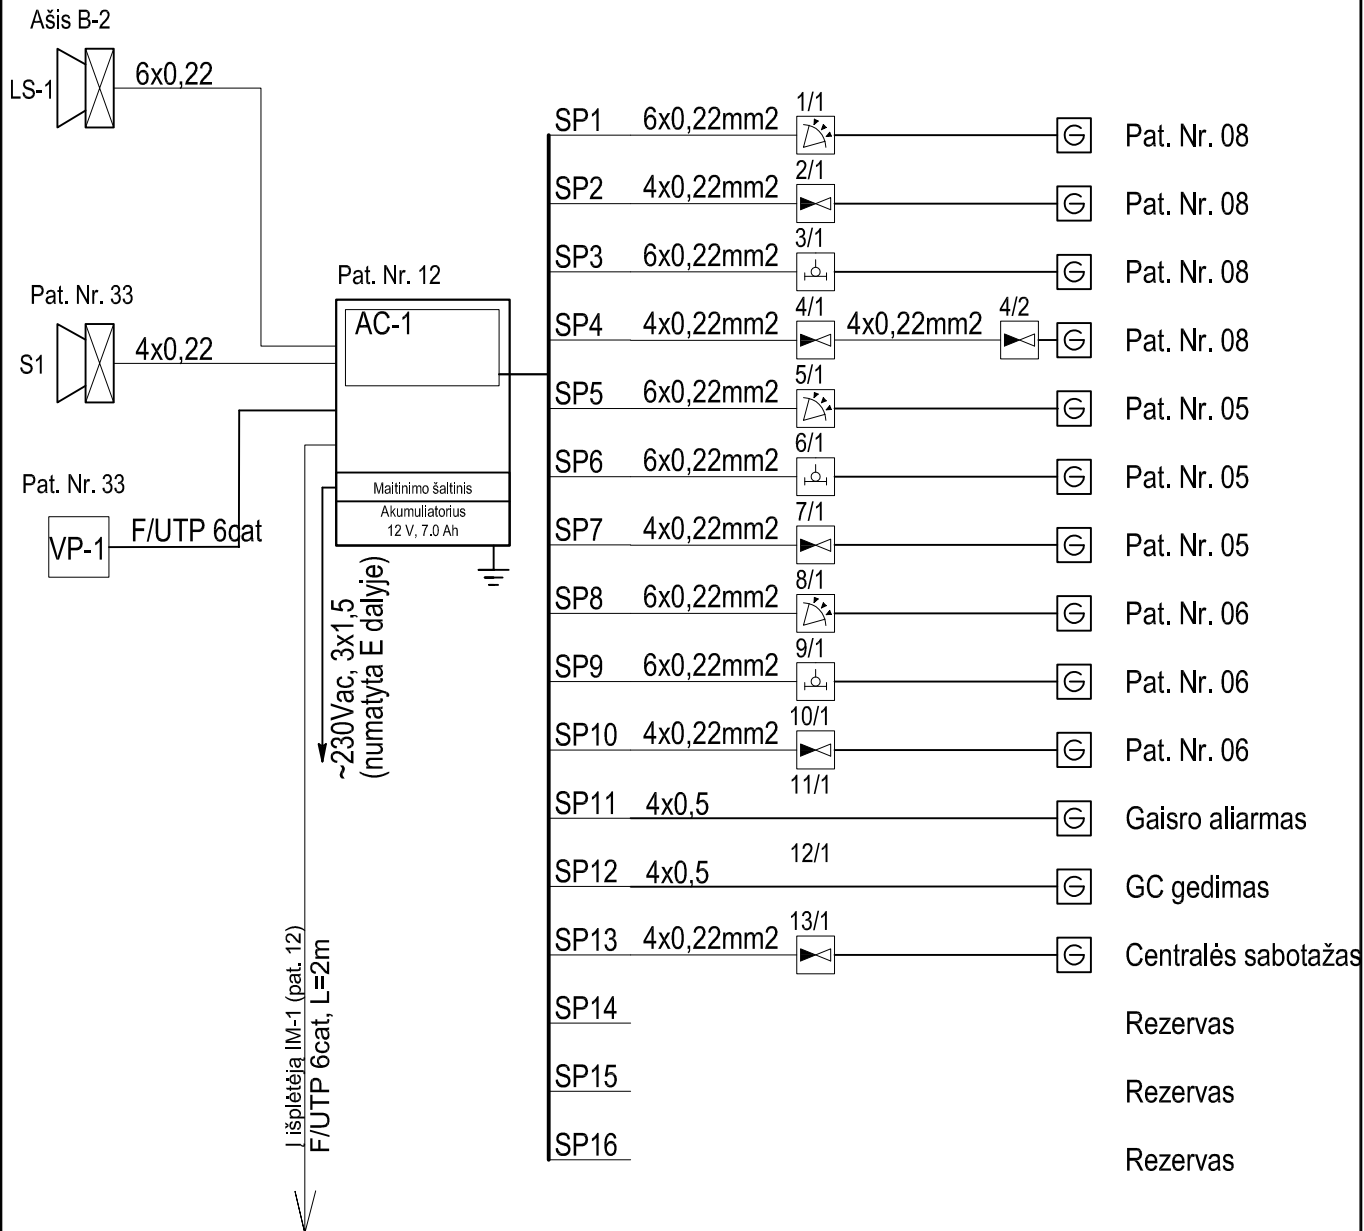 Ašis B-2
LS-1
6x0,22
Pat. Nr. 33
S1
4x0,22
Pat. Nr. 33
VP-1
F/UTP 6cat
Pat. Nr. 12
AC-1
Maitinimo šaltinis
Akumuliatorius
12 V, 7.0 Ah
~230Vac, 3x1,5
(numatyta E dalyje)
Į išplėtėją IM-1 (pat. 12)
F/UTP 6cat, L=2m
SP1 6x0,22mm2 1/1 Pat. Nr. 08
SP2 4x0,22mm2 2/1 Pat. Nr. 08
SP3 6x0,22mm2 3/1 Pat. Nr. 08
SP4 4x0,22mm2 4/1 4x0,22mm2 4/2 Pat. Nr. 08
SP5 6x0,22mm2 5/1 Pat. Nr. 05
SP6 6x0,22mm2 6/1 Pat. Nr. 05
SP7 4x0,22mm2 7/1 Pat. Nr. 05
SP8 6x0,22mm2 8/1 Pat. Nr. 06
SP9 6x0,22mm2 9/1 Pat. Nr. 06
SP10 4x0,22mm2 10/1 Pat. Nr. 06
SP11 4x0,5 11/1 Gaisro aliarmas
SP12 4x0,5 12/1 GC gedimas
SP13 4x0,22mm2 13/1 Centralės sabotažas
SP14 Rezervas
SP15 Rezervas
SP16 Rezervas